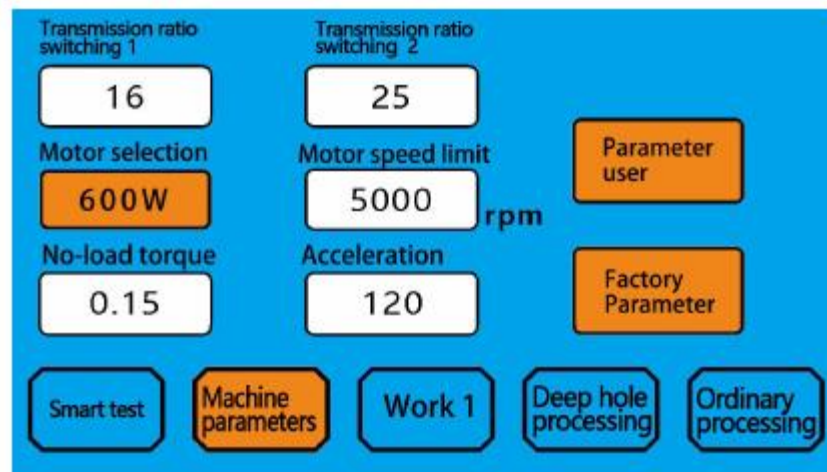 Transmission ratio
switching 1
Transmission ratio
switching 2
16
25
Motor selection
Motor speed limit
Parameter
user
600W
5000
rpm
No-load torque
Acceleration
Factory
Parameter
0.15
120
Smart test
Machine
parameters
Work 1
Deep hole
processing
Ordinary
processing